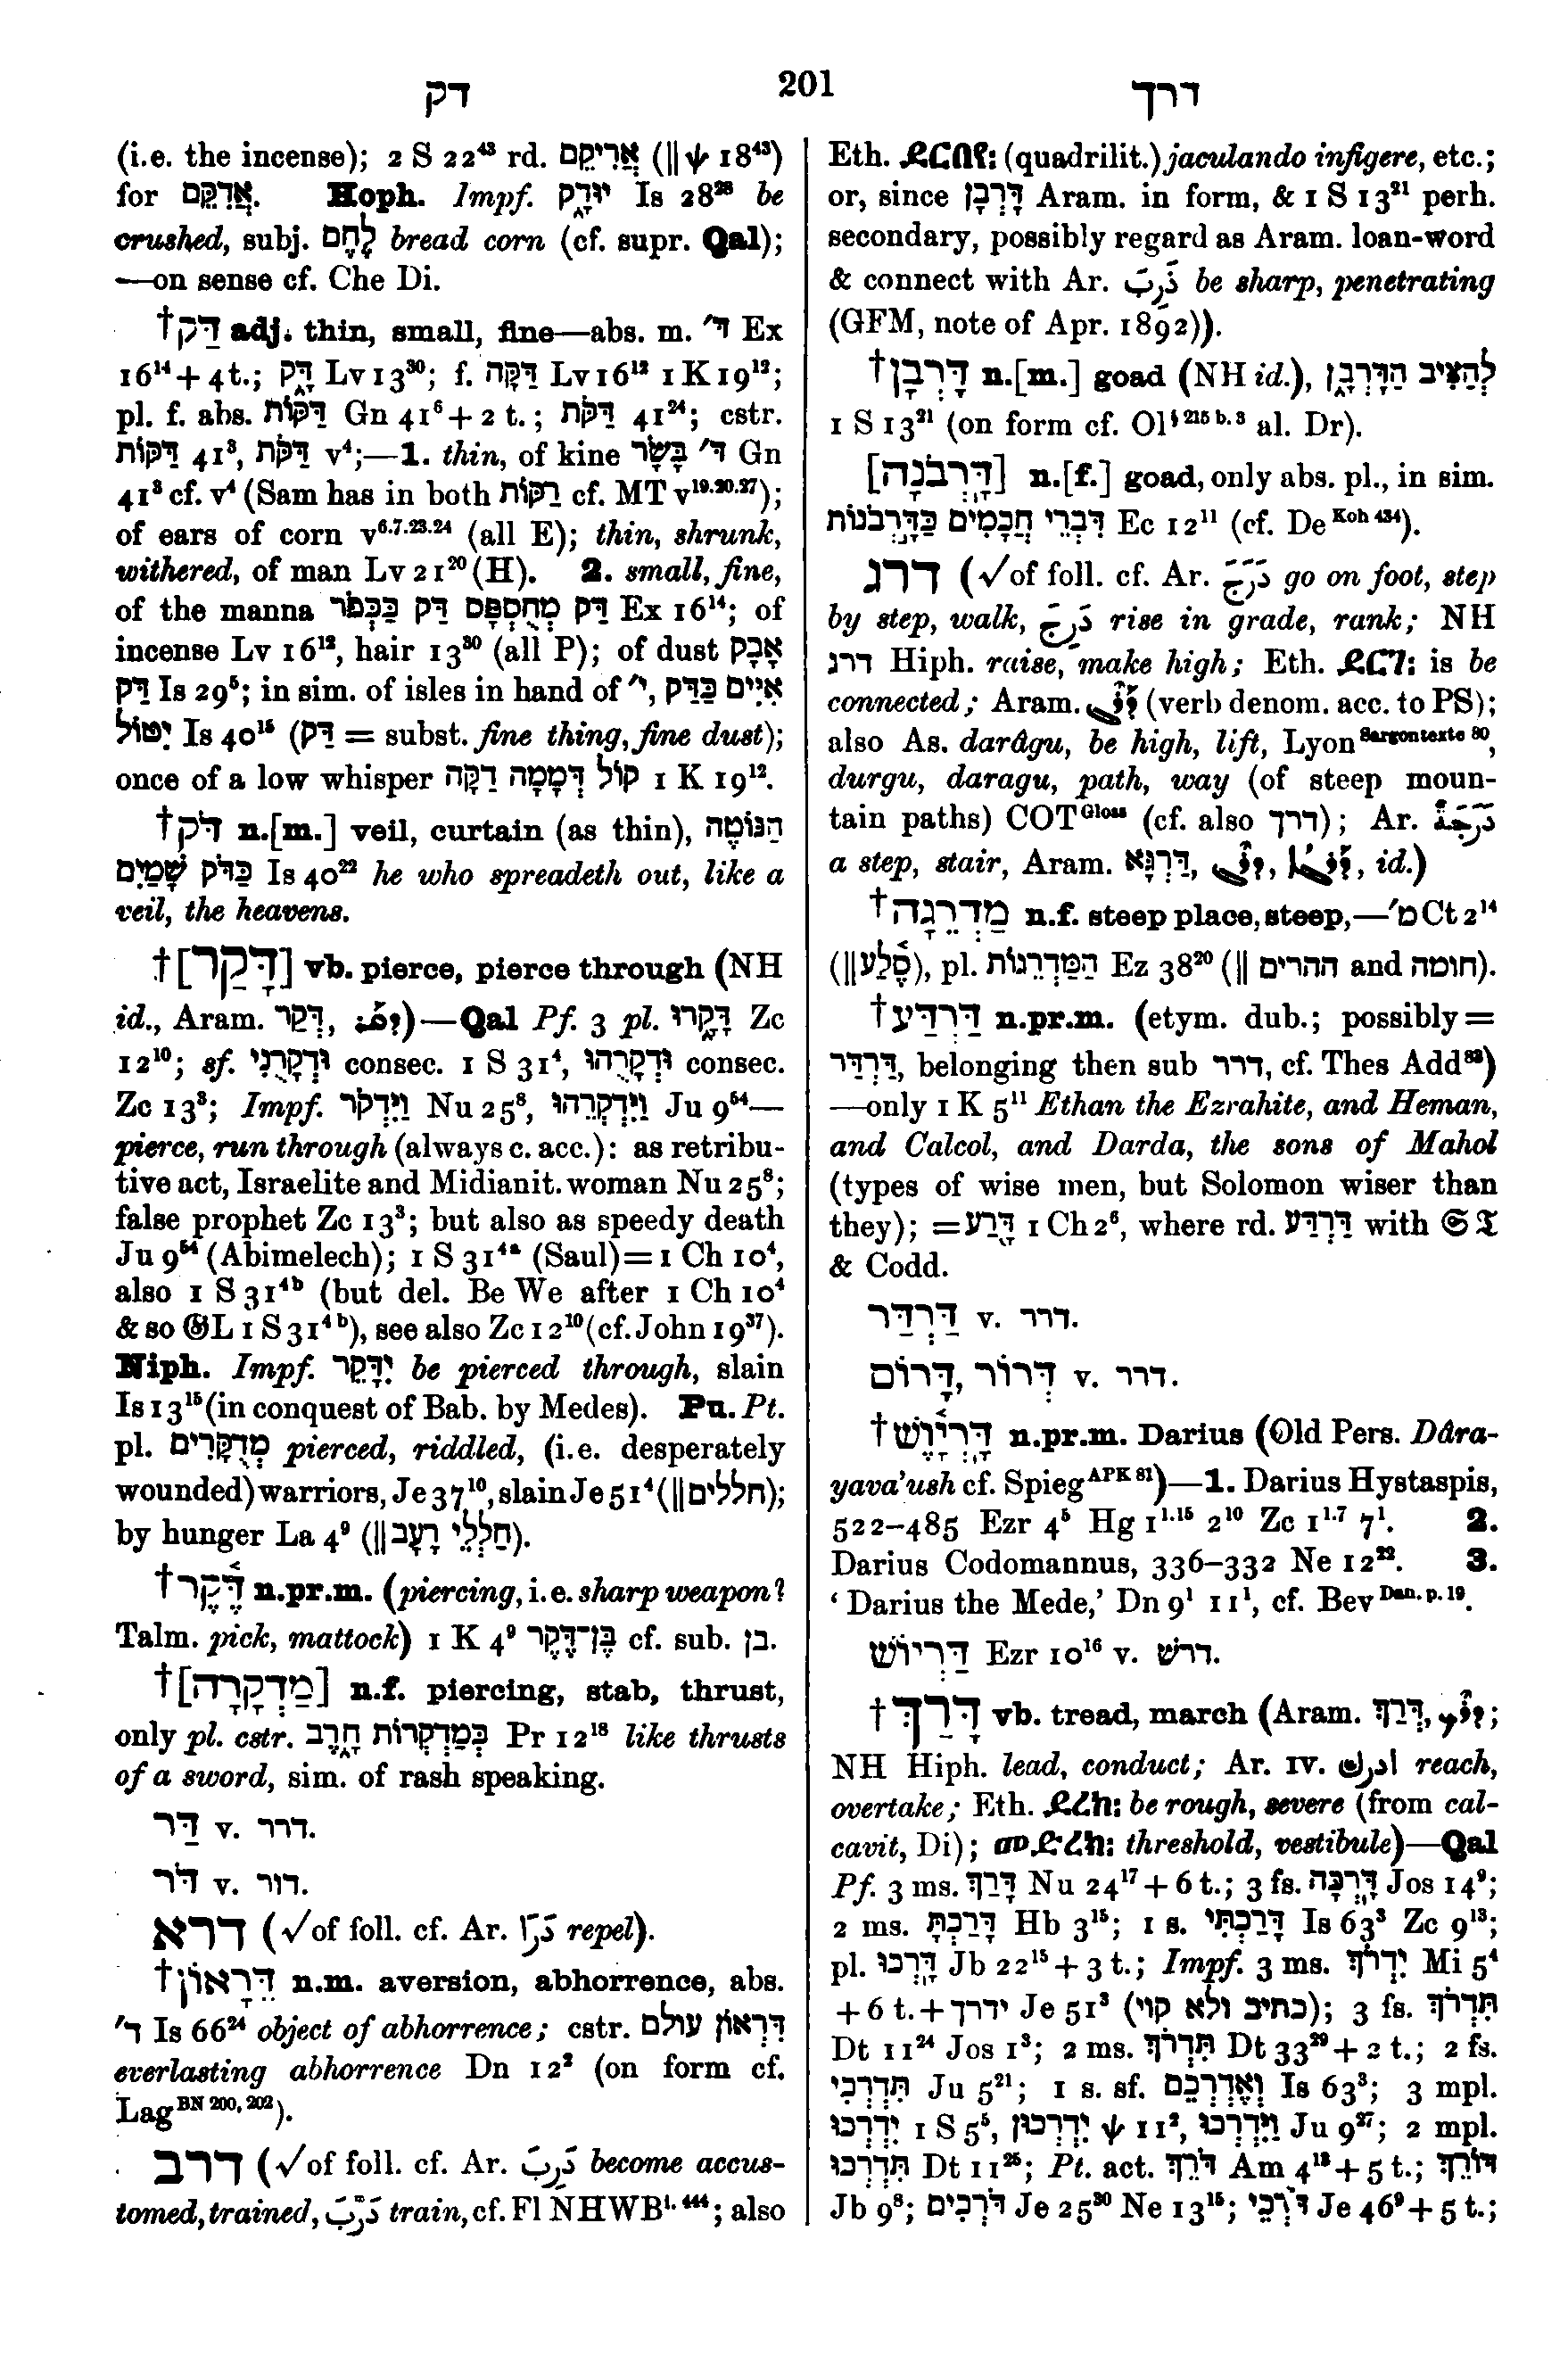 דק
201
דרך
(i.e. the incense); 2 S 22⁴³ rd. אֲרִיקֵם (‖ ψ 18⁴³)
for אֲדִקֵּם. Hoph. Impf. יוּדָ֑ק Is 28²⁸ be
crushed, subj. לֶחֶם bread corn (cf. supr. Qal);
—on sense cf. Che Di.
†דַּק adj. thin, small, fine—abs. m. ד׳ Ex
16¹⁴ + 4 t.; דָּ֑ק Lv 13³⁰; f. דַּקָּה Lv 16¹² 1 K 19¹²;
pl. f. abs. דַּקּוֹת Gn 41⁶ + 2 t.; דַּקֹּת 41²⁴; cstr.
דַּקּוֹת 41³, דַּקֹּת v⁴;—1. thin, of kine ד׳ בָּשָׂר Gn
41³ cf. v⁴ (Sam has in both רַקּוֹת cf. MT v¹⁹·²⁰·²⁷);
of ears of corn v⁶·⁷·²³·²⁴ (all E); thin, shrunk,
withered, of man Lv 21²⁰ (H). 2. small, fine,
of the manna דַּק מְחֻסְפָּס דַּק כַּכְּפֹר Ex 16¹⁴; of
incense Lv 16¹², hair 13³⁰ (all P); of dust אָבָק
דַּק Is 29⁵; in sim. of isles in hand of י׳, אִיִּים כַּדַּק
יִטּוֹל Is 40¹⁵ (דַּק = subst. fine thing, fine dust);
once of a low whisper קוֹל דְּמָמָה דַקָּה 1 K 19¹².
†דֹּק n.[m.] veil, curtain (as thin), הַנּוֹטֶה
כַּדֹּק שָׁמַיִם Is 40²² he who spreadeth out, like a
veil, the heavens.
†[דָּקַר] vb. pierce, pierce through (NH
id., Aram. דְּקַר, ܕܩܰܪ)—Qal Pf. 3 pl. דָּקָ֑רוּ Zc
12¹⁰; sf. וּדְקָרֻנִי consec. 1 S 31⁴, וּדְקָרֻהוּ consec.
Zc 13³; Impf. וַיִּדְקֹר Nu 25⁸, וַיִּדְקְרֵהוּ Ju 9⁵⁴—
pierce, run through (always c. acc.): as retribu-
tive act, Israelite and Midianit. woman Nu 25⁸;
false prophet Zc 13³; but also as speedy death
Ju 9⁵⁴ (Abimelech); 1 S 31⁴ᵃ (Saul) = 1 Ch 10⁴,
also 1 S 31⁴ᵇ (but del. Be We after 1 Ch 10⁴
& so 𝔊L 1 S 31⁴ᵇ), see also Zc 12¹⁰ (cf. John 19³⁷).
Niph. Impf. יִדָּקֵר be pierced through, slain
Is 13¹⁵ (in conquest of Bab. by Medes). Pu. Pt.
pl. מְדֻקָּרִים pierced, riddled, (i.e. desperately
wounded) warriors, Je 37¹⁰, slain Je 51⁴ (‖ חללים);
by hunger La 4⁹ (‖ חַלְלֵי רָעָב).
†דֶּ֫קֶר n.pr.m. (piercing, i.e. sharp weapon?
Talm. pick, mattock) 1 K 4⁹ בֶּן־דֶּקֶר cf. sub. בן.
†[מַדְקָרָה] n.f. piercing, stab, thrust,
only pl. cstr. כְּמַדְקְרוֹת חָ֑רֶב Pr 12¹⁸ like thrusts
of a sword, sim. of rash speaking.
דַּר v. דרר.
דֹּר v. דור.
דרא (√of foll. cf. Ar. دَرَأَ repel).
†דֵּרָאוֹן n.m. aversion, abhorrence, abs.
ד׳ Is 66²⁴ object of abhorrence; cstr. דִּרְאוֹן עולם
everlasting abhorrence Dn 12² (on form cf.
Lagᴮᴺ ²⁰⁰, ²⁰²).
דרב (√of foll. cf. Ar. دَرِبَ become accus-
tomed, trained, دَرَّبَ train, cf. Fl NHWB¹· ⁴⁴⁴; also
Eth. ደርበየ: (quadrilit.) jaculando infigere, etc.;
or, since דָּרְבָן Aram. in form, & 1 S 13²¹ perh.
secondary, possibly regard as Aram. loan-word
& connect with Ar. ذَرِبَ be sharp, penetrating
(GFM, note of Apr. 1892)).
†דָּרְבָן n.[m.] goad (NH id.), לְהַצִּיב הַדָּרְבָ֑ן
1 S 13²¹ (on form cf. Ol§ ²¹⁵ ᵇ· ³ al. Dr).
[דָּֽרְבֹנָה] n.[f.] goad, only abs. pl., in sim.
דִּבְרֵי חֲכָמִים כַּדָּֽרְבֹנוֹת Ec 12¹¹ (cf. De ᴷᵒʰ ⁴³⁴).
דרג (√of foll. cf. Ar. دَرَجَ go on foot, step
by step, walk, دَرِجَ rise in grade, rank; NH
דרג Hiph. raise, make high; Eth. ደርገ: is be
connected; Aram. ܕܰܪܶܓ (verb denom. acc. to PS);
also As. darâgu, be high, lift, Lyon ˢᵃʳᵍᵒⁿᵗᵉˣᵗᵉ ⁸⁰,
durgu, daragu, path, way (of steep moun-
tain paths) COTᴳˡᵒˢˢ (cf. also דרך); Ar. دَرَجَةٌ
a step, stair, Aram. דַּרְגָּא, ܕܪܓ, ܕܪܓܐ, id.)
†מַדְרֵגָה n.f. steep place, steep,—מ׳ Ct 2¹⁴
(‖ סֶ֫לַע), pl. הַמַּדְרֵגוֹת Ez 38²⁰ (‖ ההרים and חומה).
†דַּרְדַּע n.pr.m. (etym. dub.; possibly =
דַּרְדַּר, belonging then sub דרר, cf. Thes Add⁸³)
—only 1 K 5¹¹ Ethan the Ezrahite, and Heman,
and Calcol, and Darda, the sons of Mahol
(types of wise men, but Solomon wiser than
they); = דָּ֑רַע 1 Ch 2⁶, where rd. דַּרְדַּע with 𝔖 𝔗
& Codd.
דַּרְדַּר v. דרר.
דָּרוֹם, דְּרוֹר v. דרר.
†דָּֽרְיָ֫וֶשׁ n.pr.m. Darius (Old Pers. Dâra-
yava’ush cf. Spiegᴬᴾᴷ ⁸¹)—1. Darius Hystaspis,
522–485 Ezr 4⁵ Hg 1¹·¹⁵ 2¹⁰ Zc 1¹·⁷ 7¹. 2.
Darius Codomannus, 336–332 Ne 12²². 3.
‘Darius the Mede,’ Dn 9¹ 11¹, cf. Bev ᴰᵃⁿ· ᵖ· ¹⁹.
דַּרְיוֹשׁ Ezr 10¹⁶ v. דרשׁ.
†דָּרַךְ vb. tread, march (Aram. דְּרַךְ, ܕܪܰܟ;
NH Hiph. lead, conduct; Ar. IV. ادرك reach,
overtake; Eth. ደረከ: be rough, severe (from cal-
cavit, Di); መድረክ: threshold, vestibule)—Qal
Pf. 3 ms. דָּרַךְ Nu 24¹⁷ + 6 t.; 3 fs. דָּֽרְכָה Jos 14⁹;
2 ms. דָּרַכְתָּ Hb 3¹⁵; 1 s. דָּרַכְתִּי Is 63³ Zc 9¹³;
pl. דָּֽרְכוּ Jb 22¹⁵ + 3 t.; Impf. 3 ms. יִדְרֹךְ Mi 5⁴
+ 6 t. + ידרך Je 51³ (כתיב ולא קוי); 3 fs. תִּדְרֹךְ
Dt 11²⁴ Jos 1³; 2 ms. תִּדְרֹךְ Dt 33²⁹ + 2 t.; 2 fs.
תִּדְרְכִי Ju 5²¹; 1 s. sf. וְאֶדְרְכֵם Is 63³; 3 mpl.
יִדְרְכוּ 1 S 5⁵, יִדְרְכוּן ψ 11², וַיִּדְרְכוּ Ju 9²⁷; 2 mpl.
תִּדְרְכוּ Dt 11²⁵; Pt. act. דֹּרֵךְ Am 4¹³ + 5 t.; דּוֹרֵךְ
Jb 9⁸; דֹּרְכִים Je 25³⁰ Ne 13¹⁵; דֹּרְכֵי Je 46⁹ + 5 t.;